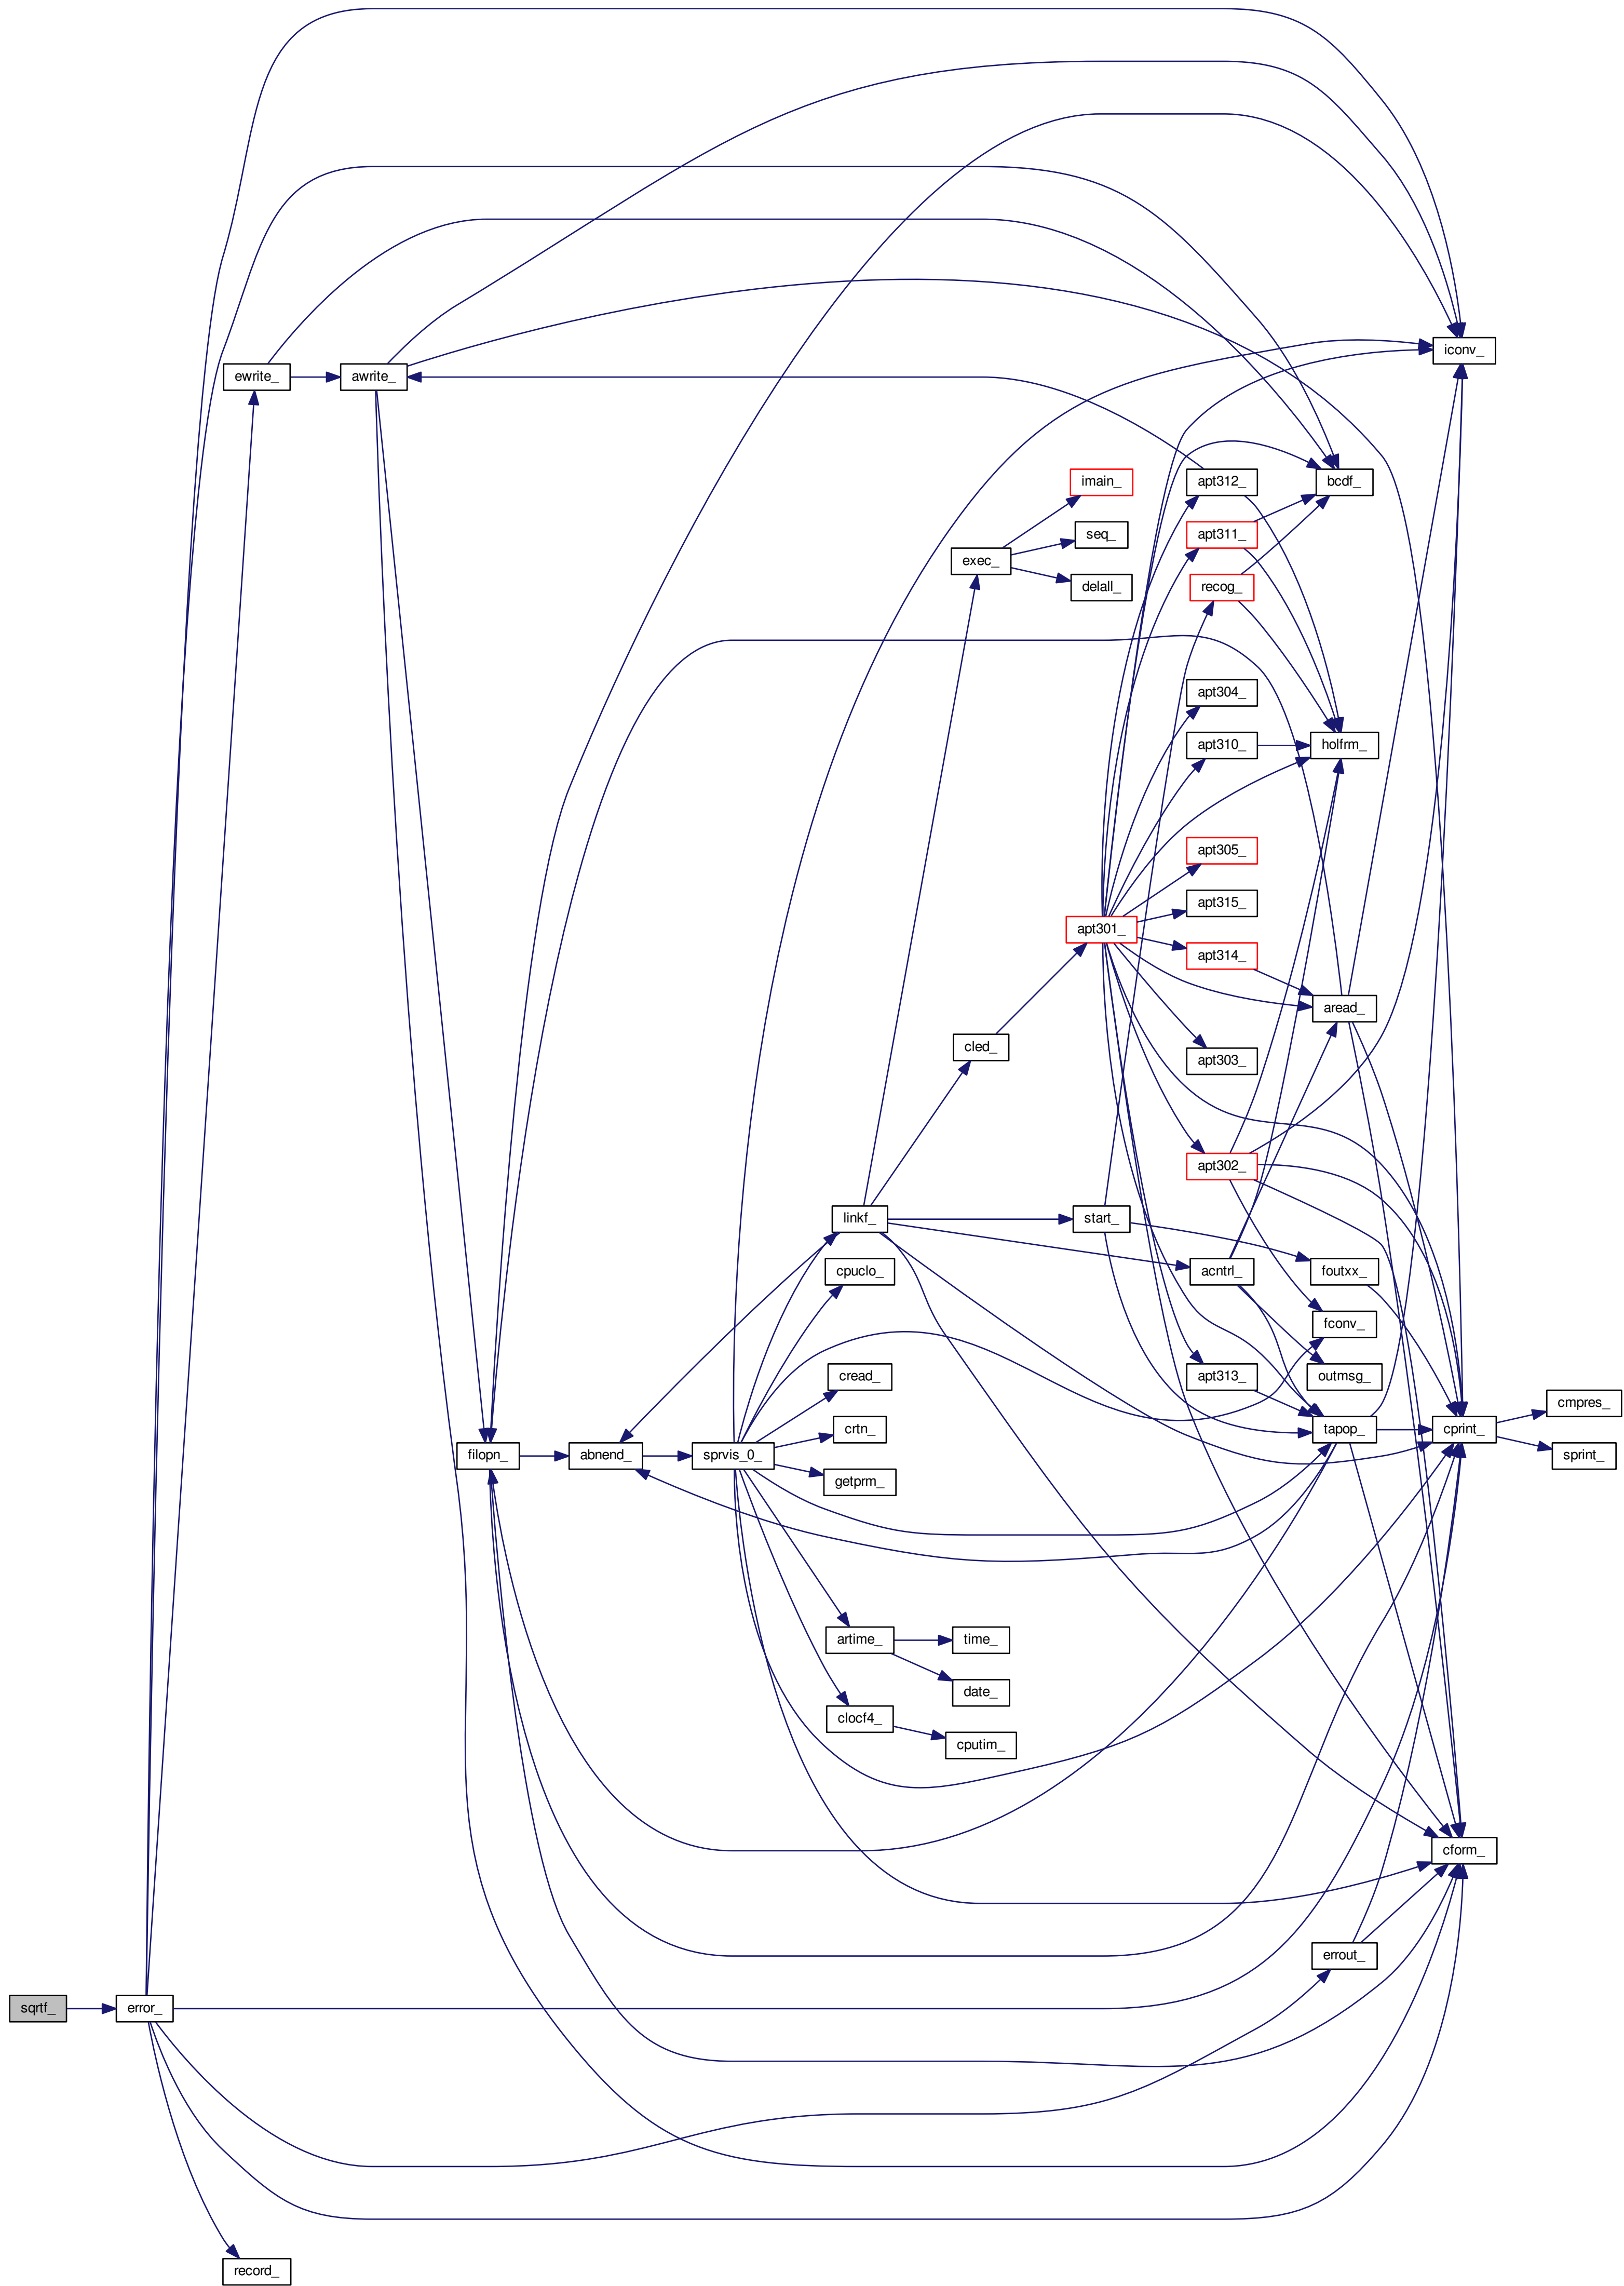 iconv_
ewrite_
awrite_
imain_
apt312_
bcdf_
seq_
apt311_
exec_
delall_
recog_
apt304_
apt310_
holfrm_
apt305_
apt315_
apt301_
apt314_
aread_
cled_
apt303_
apt302_
linkf_
start_
cpuclo_
acntrl_
foutxx_
fconv_
cread_
apt313_
outmsg_
cmpres_
crtn_
tapop_
cprint_
filopn_
abnend_
sprvis_0_
sprint_
getprm_
artime_
time_
date_
clocf4_
cputim_
cform_
errout_
sqrtf_
error_
record_